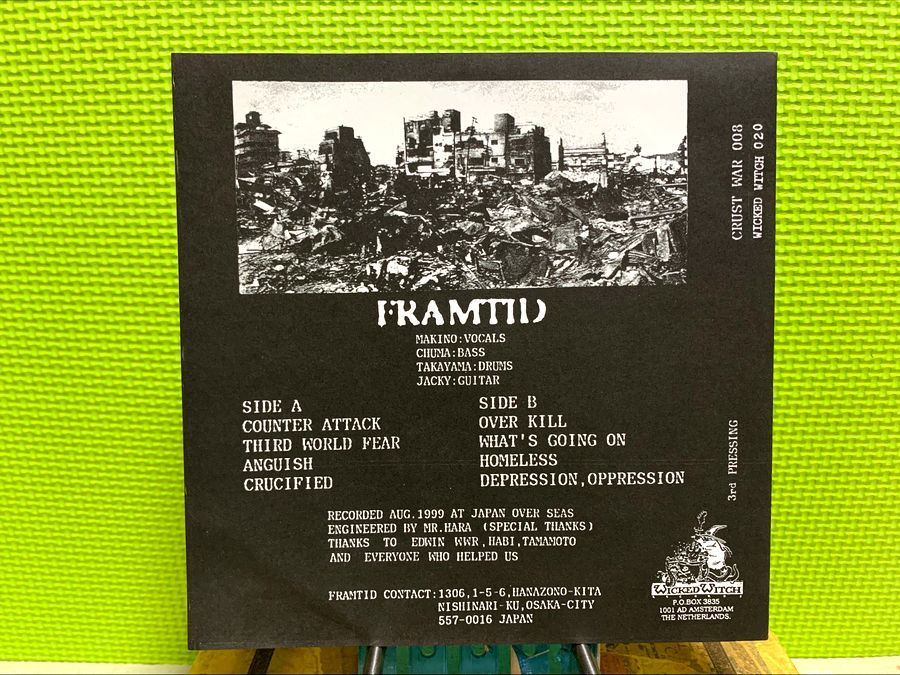 CRUST WAR 008
WICKED WITCH 020
FRAMTID
MAKINO:VOCALS
CHUMA:BASS
TAKAYAMA:DRUMS
JACKY:GUITAR
SIDE A
COUNTER ATTACK
THIRD WORLD FEAR
ANGUISH
CRUCIFIED
SIDE B
OVER KILL
WHAT'S GOING ON
HOMELESS
DEPRESSION,OPPRESSION
3rd PRESSING
RECORDED AUG.1999 AT JAPAN OVER SEAS
ENGINEERED BY MR.HARA (SPECIAL THANKS)
THANKS TO EDWIN WWR,HABI,TAMAMOTO
AND EVERYONE WHO HELPED US
FRAMTID CONTACT:1306,1-5-6,HANAZONO-KITA
NISHINARI-KU,OSAKA-CITY
557-0016 JAPAN
WICKED WITCH
P.O.BOX 3835
1001 AD AMSTERDAM
THE NETHERLANDS.